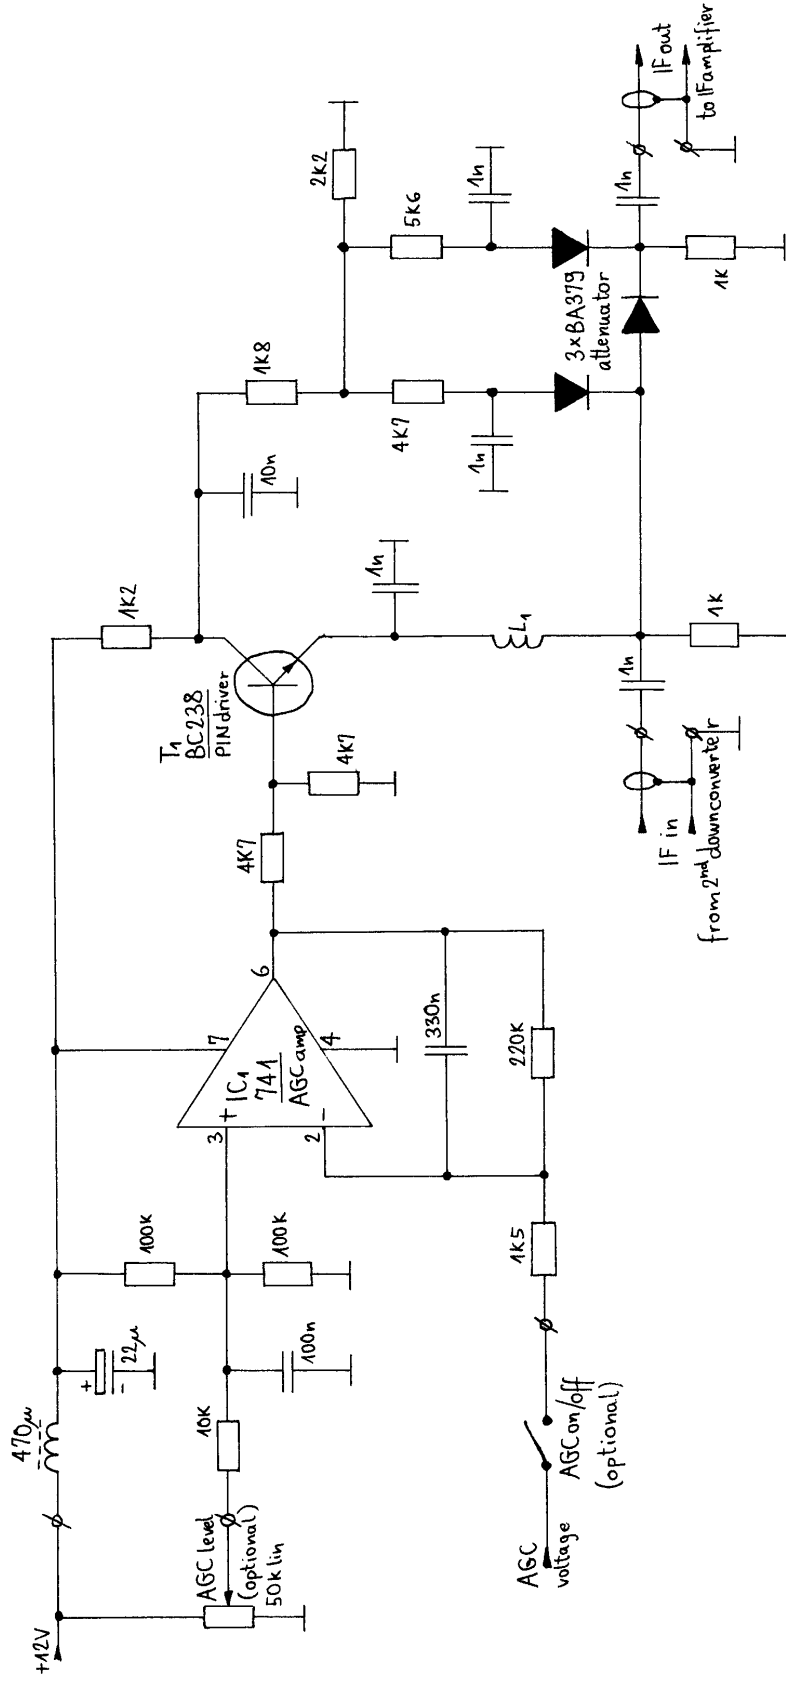 +12V
470µ
+
22µ
-
AGC level
(optional)
50k lin
10K
100n
100K
100K
3
+
2
-
IC1
741
AGC amp
7
4
6
330n
220K
1K5
AGC
voltage
AGC on/off
(optional)
4K7
4K7
T1
BC238
PIN driver
1K2
10n
1n
L1
1n
1K
IF in
from 2nd downconverter
1K8
4K7
1n
2K2
5K6
1n
3xBA379
attenuator
1K
1n
IF out
to IF amplifier